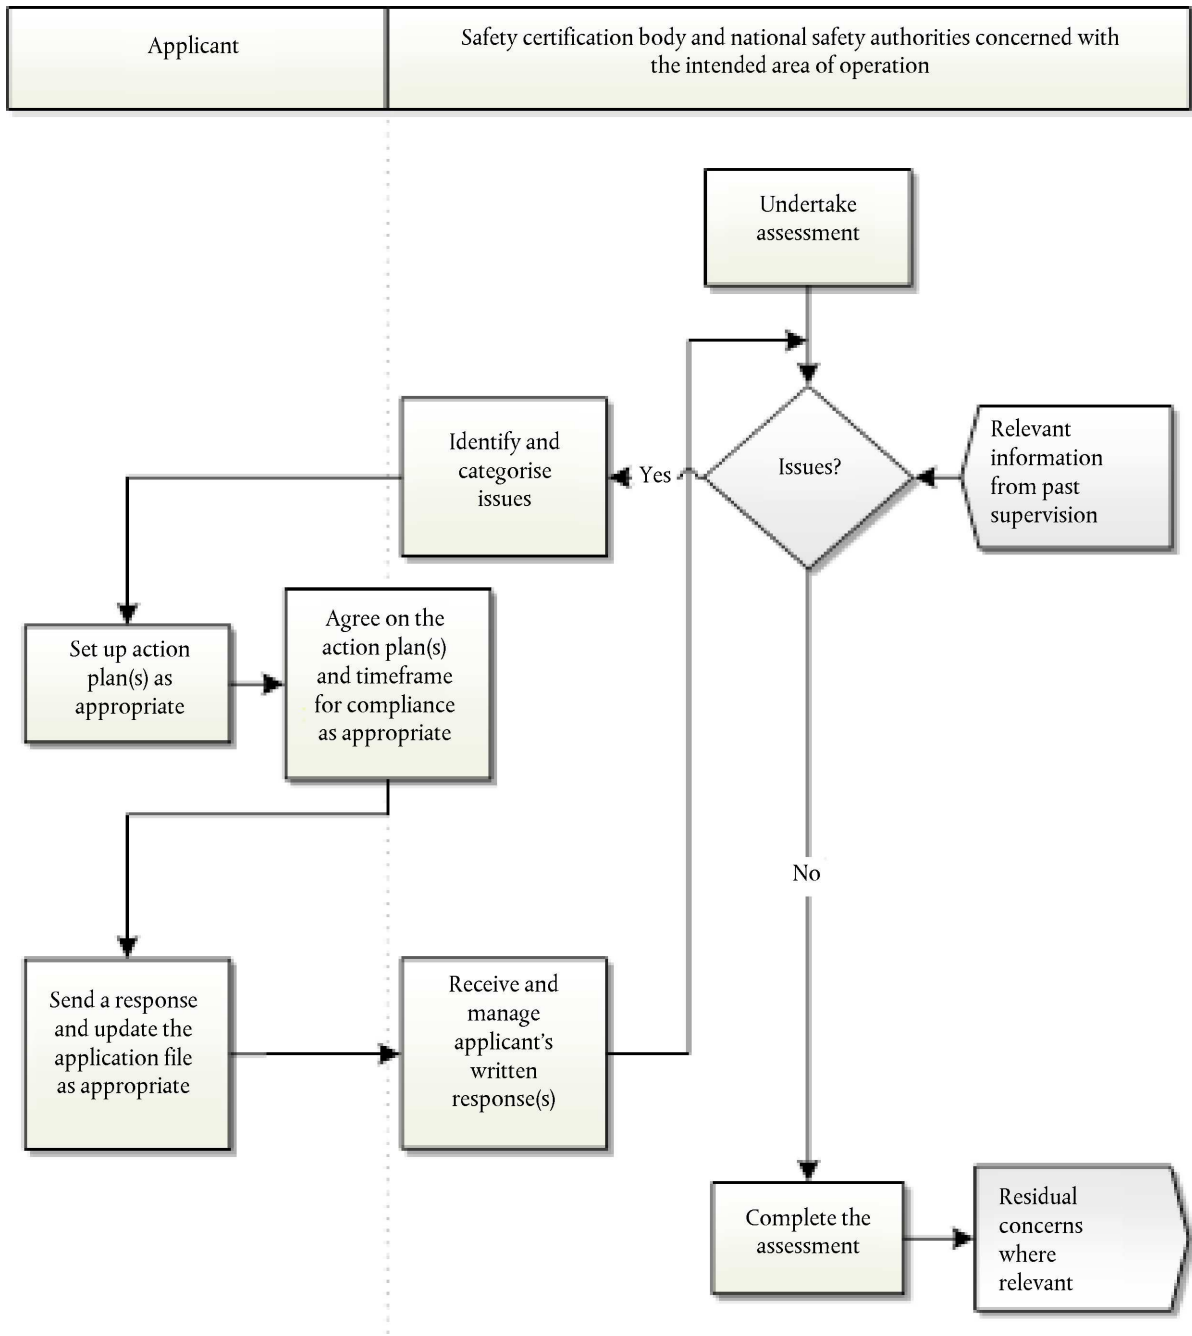 Applicant
Safety certification body and national safety authorities concerned with
the intended area of operation
Undertake
assessment
Identify and
categorise
issues
Yes
Issues?
Relevant
information
from past
supervision
Set up action
plan(s) as
appropriate
Agree on the
action plan(s)
and timeframe
for compliance
as appropriate
No
Send a response
and update the
application file
as appropriate
Receive and
manage
applicant's
written
response(s)
Complete the
assessment
Residual
concerns
where
relevant